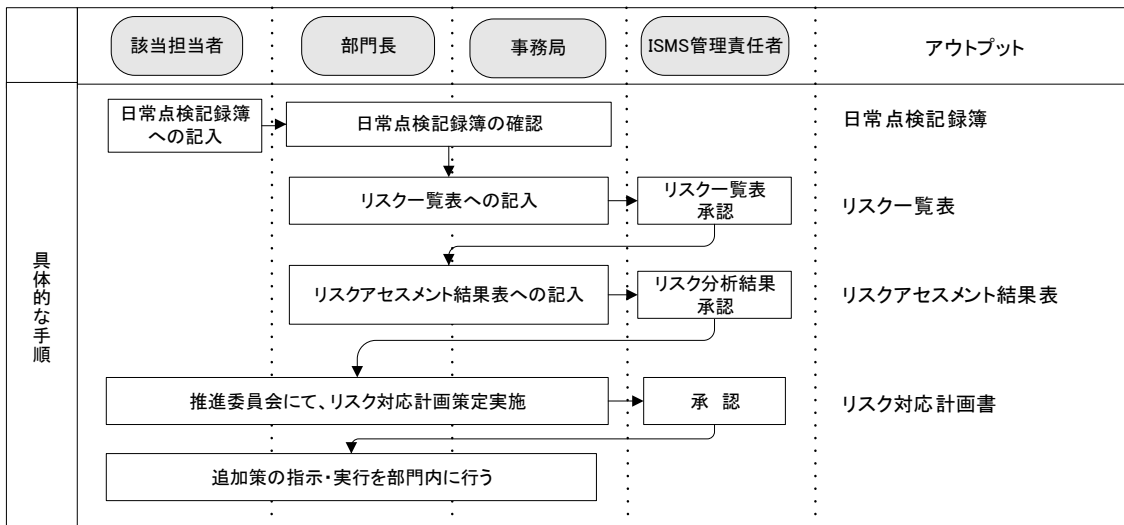 該当担当者
部門長
事務局
ISMS管理責任者
アウトプット
具体的な手順
日常点検記録簿
への記入
日常点検記録簿の確認
日常点検記録簿
リスク一覧表への記入
リスク一覧表
承認
リスク一覧表
リスクアセスメント結果表への記入
リスク分析結果
承認
リスクアセスメント結果表
推進委員会にて、リスク対応計画策定実施
承 認
リスク対応計画書
追加策の指示・実行を部門内に行う